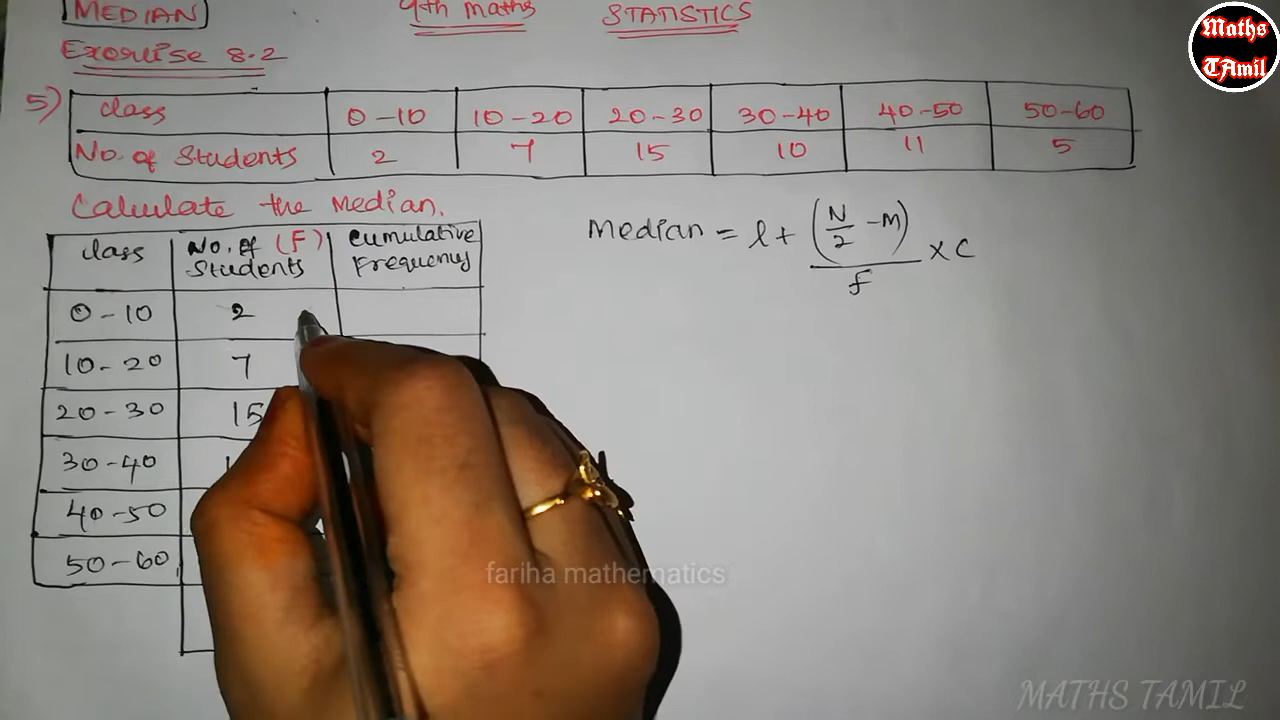 MEDIAN
9th Maths
STATISTICS
Maths
TAmil
Exercise 8.2
5) class 0-10 10-20 20-30 30-40 40-50 50-60
No. of Students 2 7 15 10 11 5
Calculate the Median.
class No. of (F) Students Cumulative Frequency
0-10 2
10-20 7
20-30 15
30-40
40-50
50-60
Median = l + (N/2 - M)/f × C
fariha mathematics
MATHS TAMIL